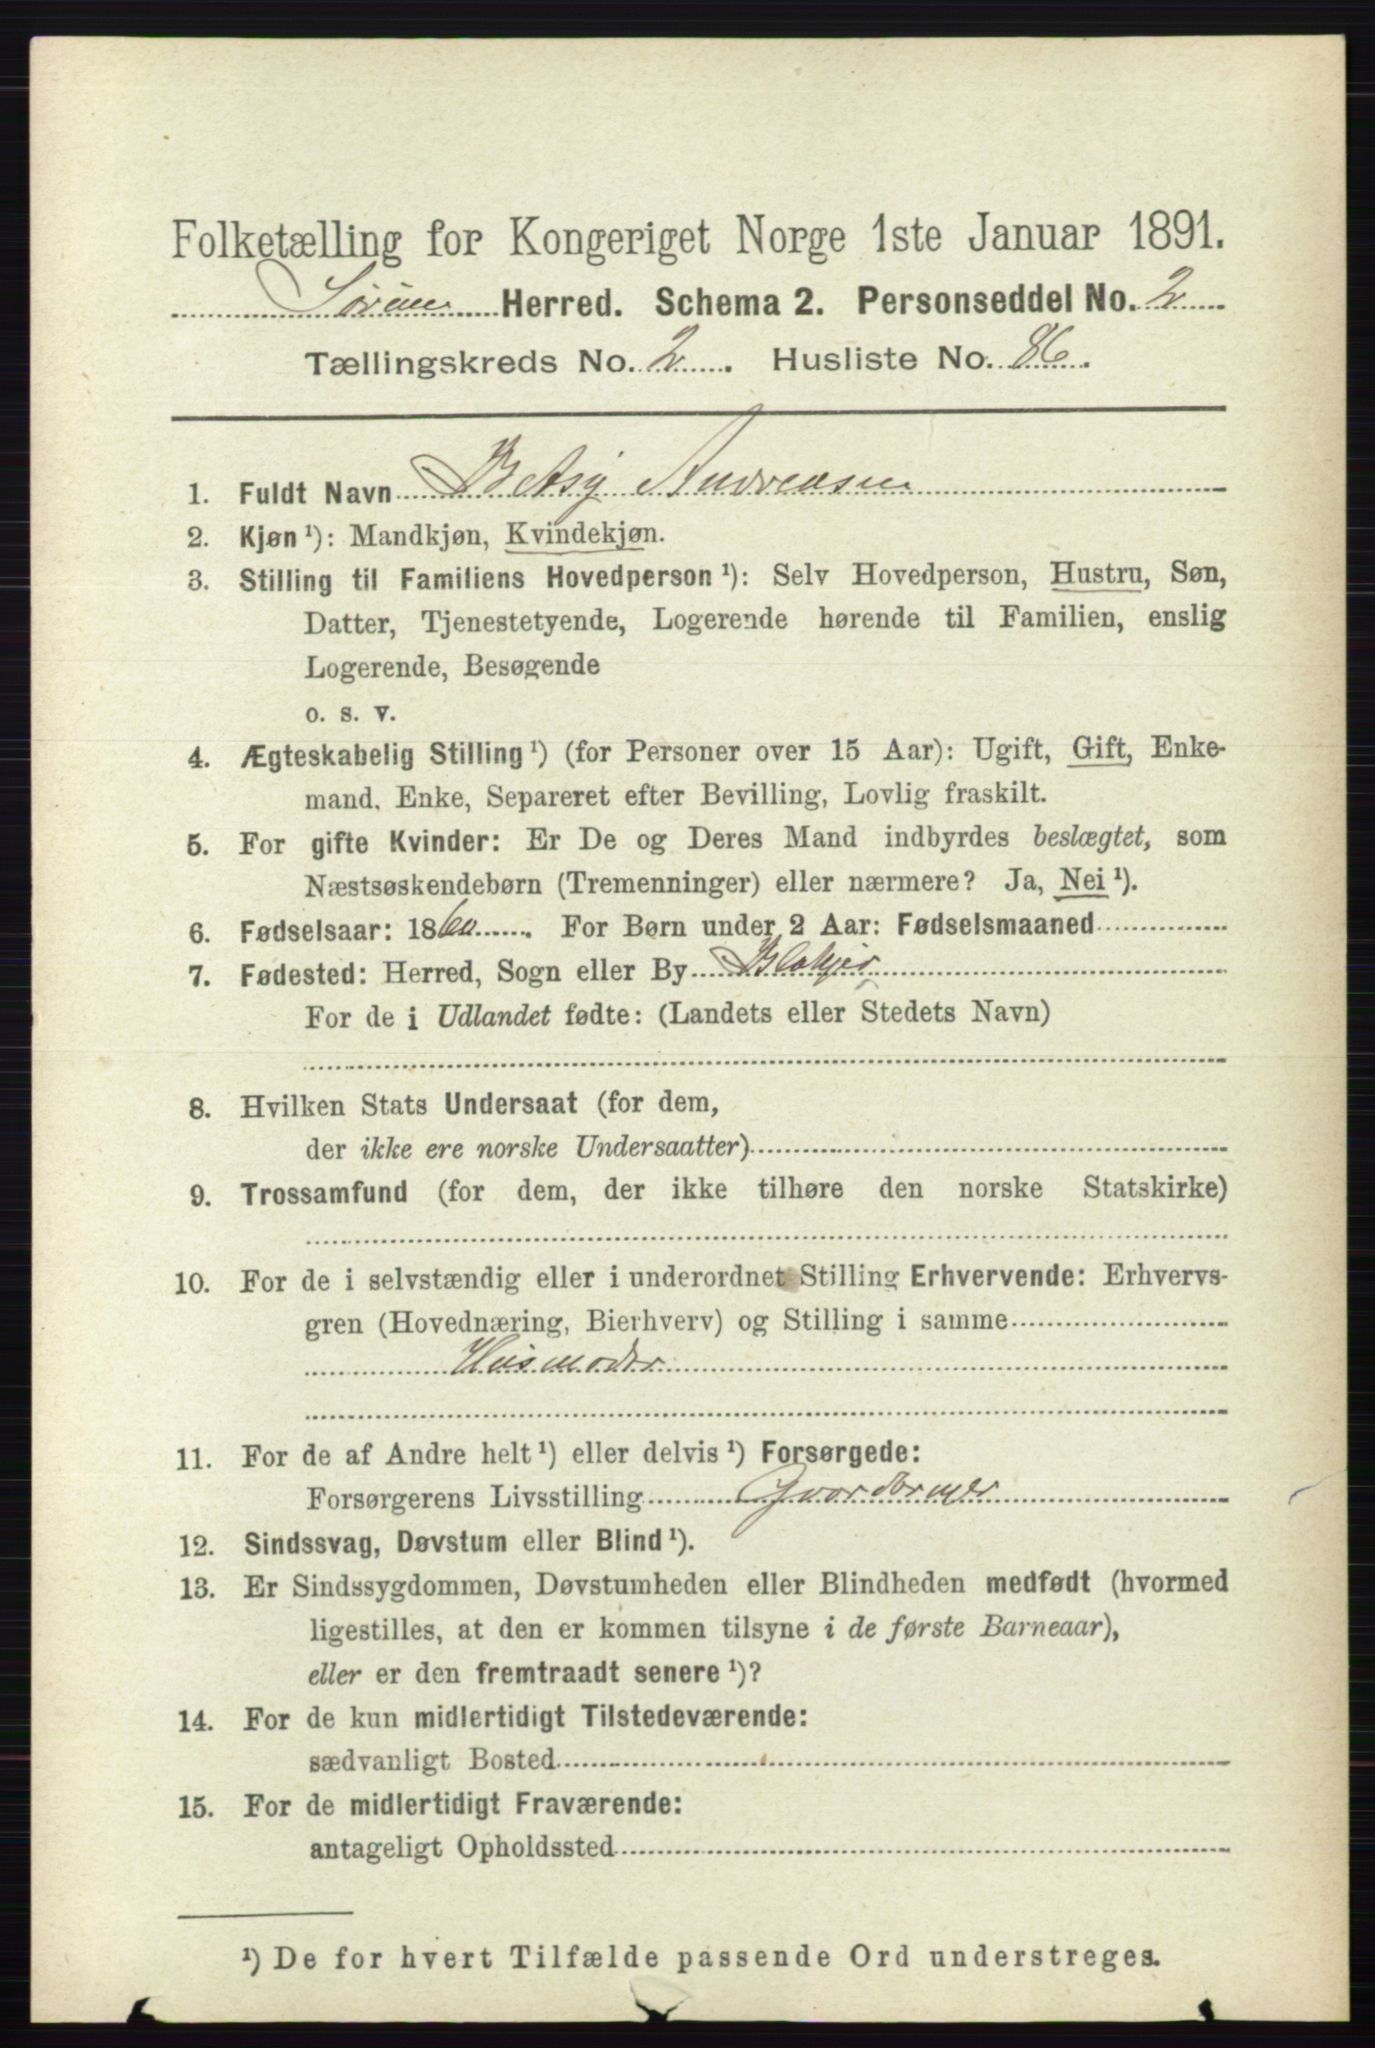 Folketælling for Kongeriget Norge 1ste Januar 1891.
Sørum Herred. Schema 2. Personseddel No. 2
Tællingskreds No. 2. Husliste No. 86.
1. Fuldt Navn Betsy Andreasen
2. Kjøn ¹): Mandkjøn, Kvindekjøn.
3. Stilling til Familiens Hovedperson ¹): Selv Hovedperson, Hustru, Søn,
Datter, Tjenestetyende, Logerende hørende til Familien, enslig
Logerende, Besøgende
o. s. v.
4. Ægteskabelig Stilling ¹) (for Personer over 15 Aar): Ugift, Gift, Enke-
mand, Enke, Separeret efter Bevilling, Lovlig fraskilt.
5. For gifte Kvinder: Er De og Deres Mand indbyrdes beslægtet, som
Næstsøskendebørn (Tremenninger) eller nærmere? Ja, Nei ¹).
6. Fødselsaar: 1860. For Børn under 2 Aar: Fødselsmaaned
7. Fødested: Herred, Sogn eller By Blakjer
For de i Udlandet fødte: (Landets eller Stedets Navn)
8. Hvilken Stats Undersaat (for dem,
der ikke ere norske Undersaatter)
9. Trossamfund (for dem, der ikke tilhøre den norske Statskirke)
10. For de i selvstændig eller i underordnet Stilling Erhvervende: Erhvervs-
gren (Hovednæring, Bierhverv) og Stilling i samme
Husmoder
11. For de af Andre helt ¹) eller delvis ¹) Forsørgede:
Forsørgerens Livsstilling Gaardbruger
12. Sindssvag, Døvstum eller Blind ¹).
13. Er Sindssygdommen, Døvstumheden eller Blindheden medfødt (hvormed
ligestilles, at den er kommen tilsyne i de første Barneaar),
eller er den fremtraadt senere ¹)?
14. For de kun midlertidigt Tilstedeværende:
sædvanligt Bosted
15. For de midlertidigt Fraværende:
antageligt Opholdssted
¹) De for hvert Tilfælde passende Ord understreges.